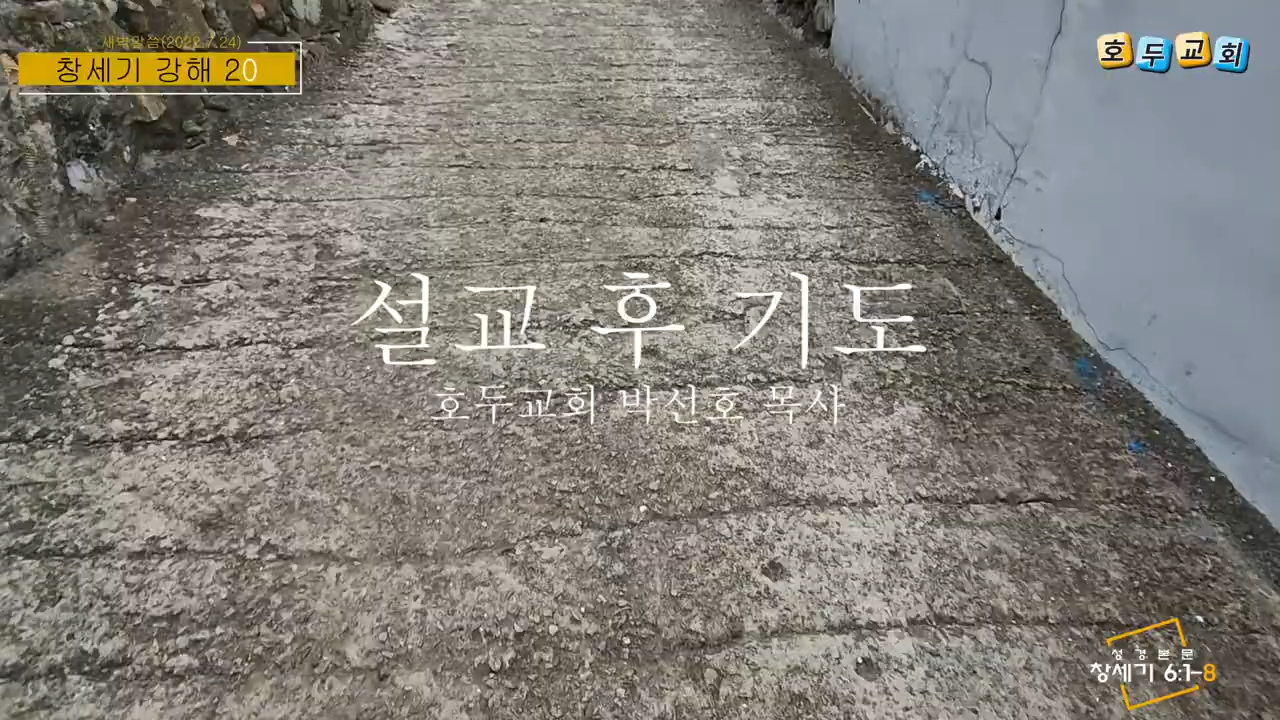 새벽말씀(2022.7.24)
창세기 강해 20
호두교회
설교 후 기도
호두교회 박선호 목사
성경본문
창세기 6:1-8